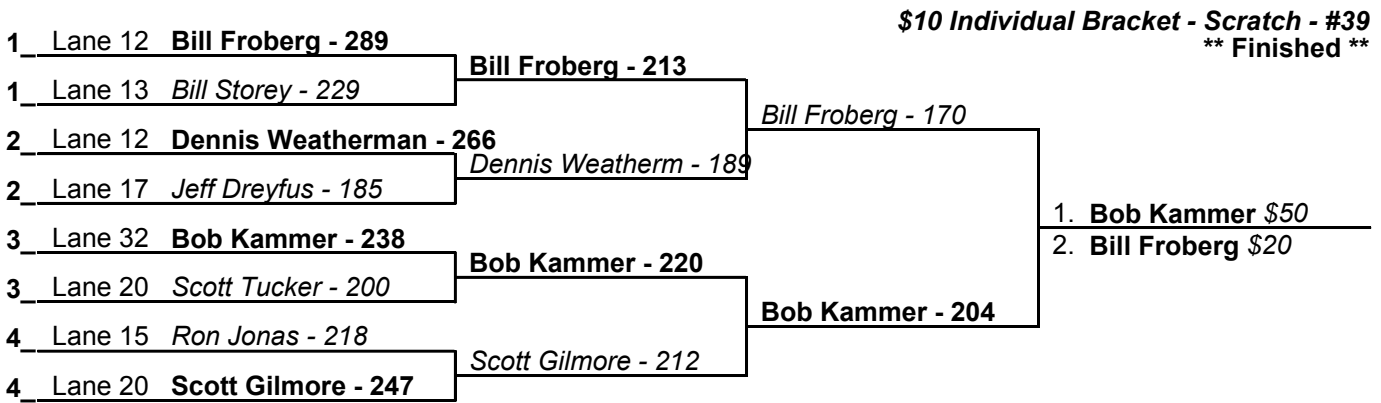 $10 Individual Bracket - Scratch - #39
** Finished **
1_ Lane 12 Bill Froberg - 289
1_ Lane 13 Bill Storey - 229
2_ Lane 12 Dennis Weatherman - 266
2_ Lane 17 Jeff Dreyfus - 185
3_ Lane 32 Bob Kammer - 238
3_ Lane 20 Scott Tucker - 200
4_ Lane 15 Ron Jonas - 218
4_ Lane 20 Scott Gilmore - 247
Bill Froberg - 213
Dennis Weatherm - 189
Bob Kammer - 220
Scott Gilmore - 212
Bill Froberg - 170
Bob Kammer - 204
1. Bob Kammer $50
2. Bill Froberg $20